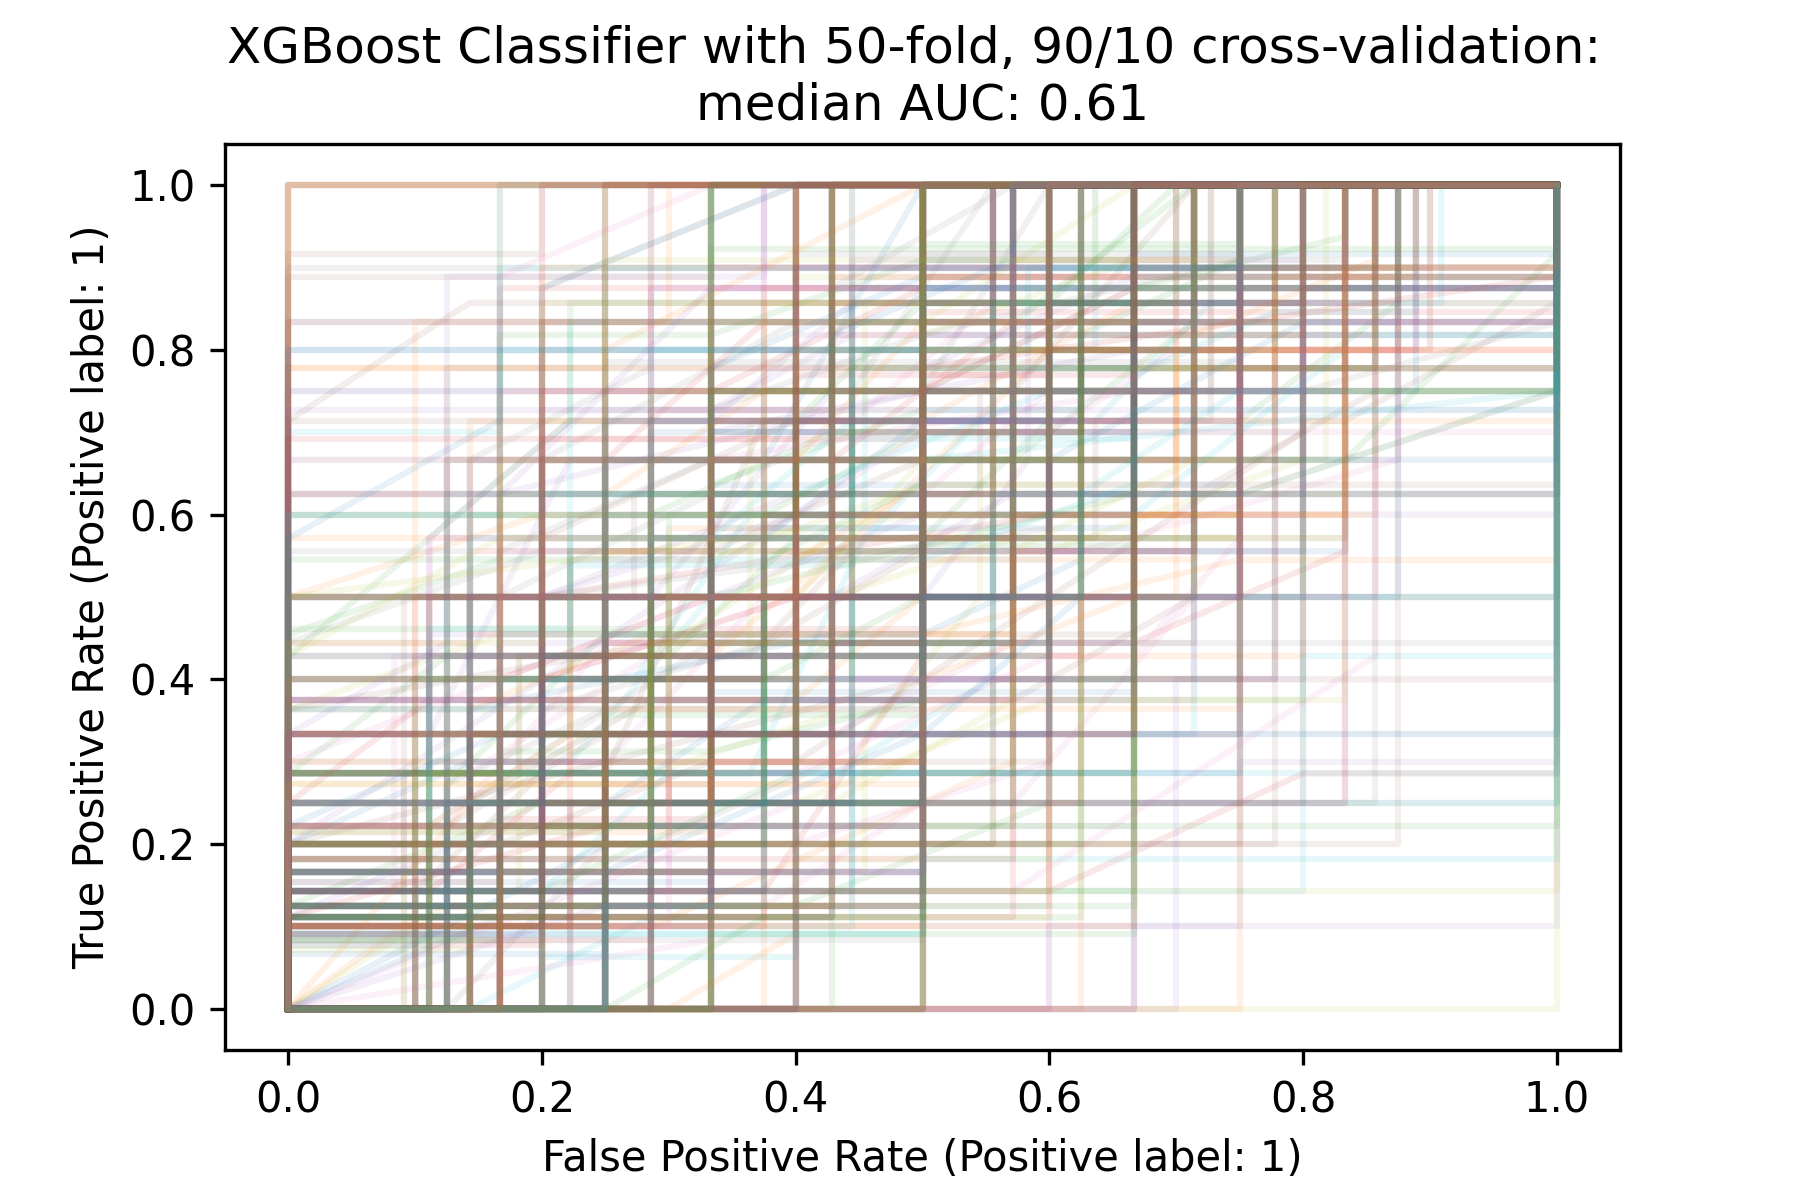 XGBoost Classifier with 50-fold, 90/10 cross-validation:
median AUC: 0.61
True Positive Rate (Positive label: 1)
1.0
0.8
0.6
0.4
0.2
0.0
0.0 0.2 0.4 0.6 0.8 1.0
False Positive Rate (Positive label: 1)